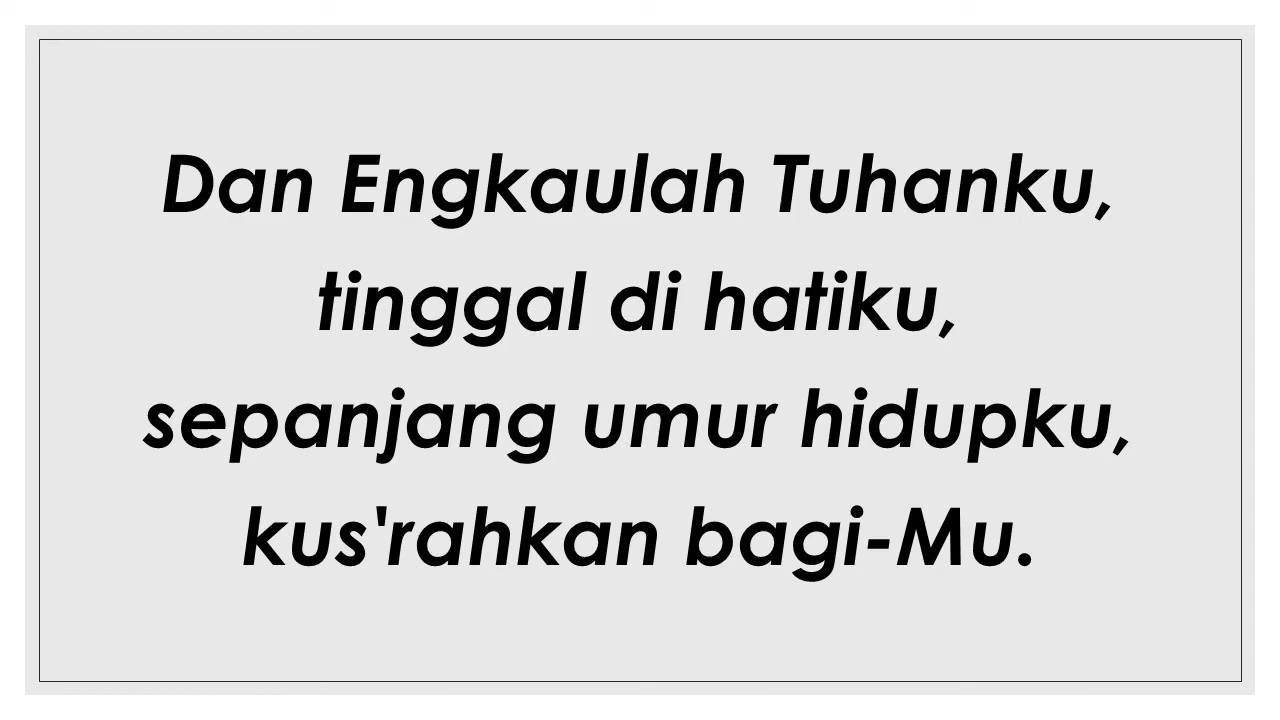 Dan Engkaulah Tuhanku,
tinggal di hatiku,
sepanjang umur hidupku,
kus'rahkan bagi-Mu.